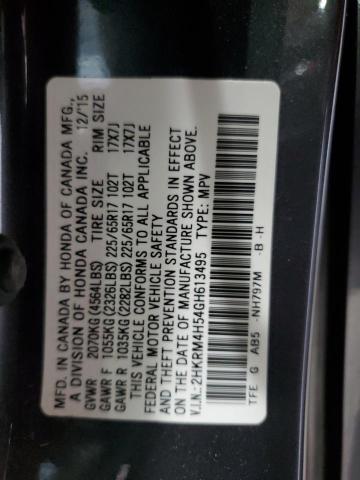 MFD. IN CANADA BY HONDA OF CANADA MFG.,
A DIVISION OF HONDA CANADA INC. 12/15
GVWR 2070KG(4564LBS) TIRE SIZE RIM SIZE
GAWR F 1055KG(2326LBS) 225/65R17 102T 17X7J
GAWR R 1035KG(2282LBS) 225/65R17 102T 17X7J
THIS VEHICLE CONFORMS TO ALL APPLICABLE
FEDERAL MOTOR VEHICLE SAFETY
AND THEFT PREVENTION STANDARDS IN EFFECT
ON THE DATE OF MANUFACTURE SHOWN ABOVE.
V.I.N.:2HKRM4H54GH613495 TYPE: MPV
TFE G AB5 -NH797M -B -H